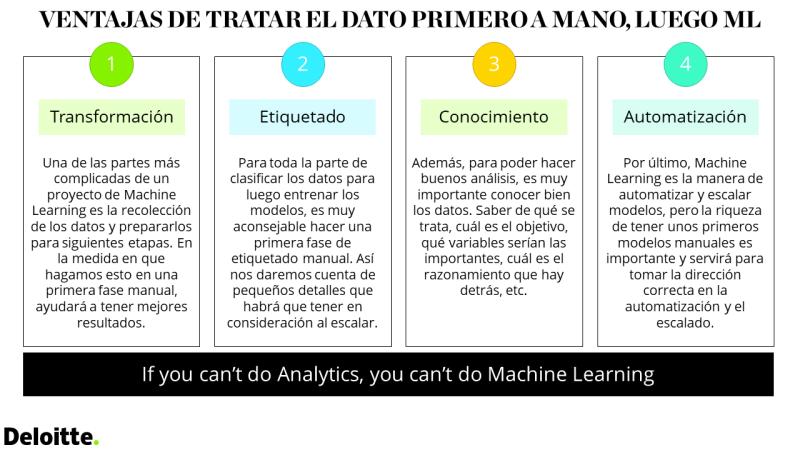 VENTAJAS DE TRATAR EL DATO PRIMERO A MANO, LUEGO ML
1
Transformación
Una de las partes más
complicadas de un
proyecto de Machine
Learning es la recolección
de los datos y prepararlos
para siguientes etapas. En
la medida en que
hagamos esto en una
primera fase manual,
ayudará a tener mejores
resultados.
2
Etiquetado
Para toda la parte de
clasificar los datos para
luego entrenar los
modelos, es muy
aconsejable hacer una
primera fase de
etiquetado manual. Así
nos daremos cuenta de
pequeños detalles que
habrá que tener en
consideración al escalar.
3
Conocimiento
Además, para poder hacer
buenos análisis, es muy
importante conocer bien
los datos. Saber de qué se
trata, cuál es el objetivo,
qué variables serían las
importantes, cuál es el
razonamiento que hay
detrás, etc.
4
Automatización
Por último, Machine
Learning es la manera de
automatizar y escalar
modelos, pero la riqueza
de tener unos primeros
modelos manuales es
importante y servirá para
tomar la dirección
correcta en la
automatización y el
escalado.
If you can't do Analytics, you can't do Machine Learning
Deloitte.